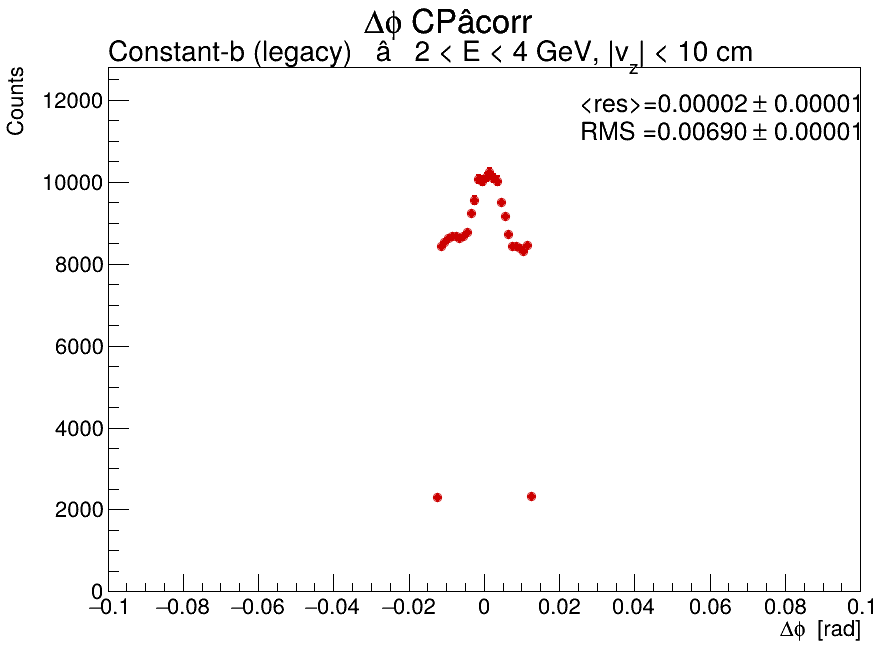 Δϕ CPâcorr
Constant-b (legacy) â 2 < E < 4 GeV, |v_z| < 10 cm
Counts
<res>=0.00002 ± 0.00001
RMS =0.00690 ± 0.00001
12000
10000
8000
6000
4000
2000
0
−0.1 −0.08 −0.06 −0.04 −0.02 0 0.02 0.04 0.06 0.08 0.1
Δϕ [rad]